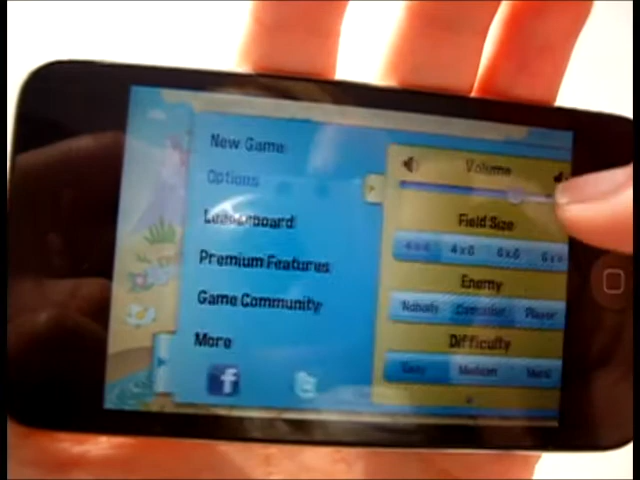 New Game
Options
Leaderboard
Premium Features
Game Community
More
f
Volume
Field Size
4x6
6x6
Enemy
Nobody Computer Player
Difficulty
Easy Medium Hard